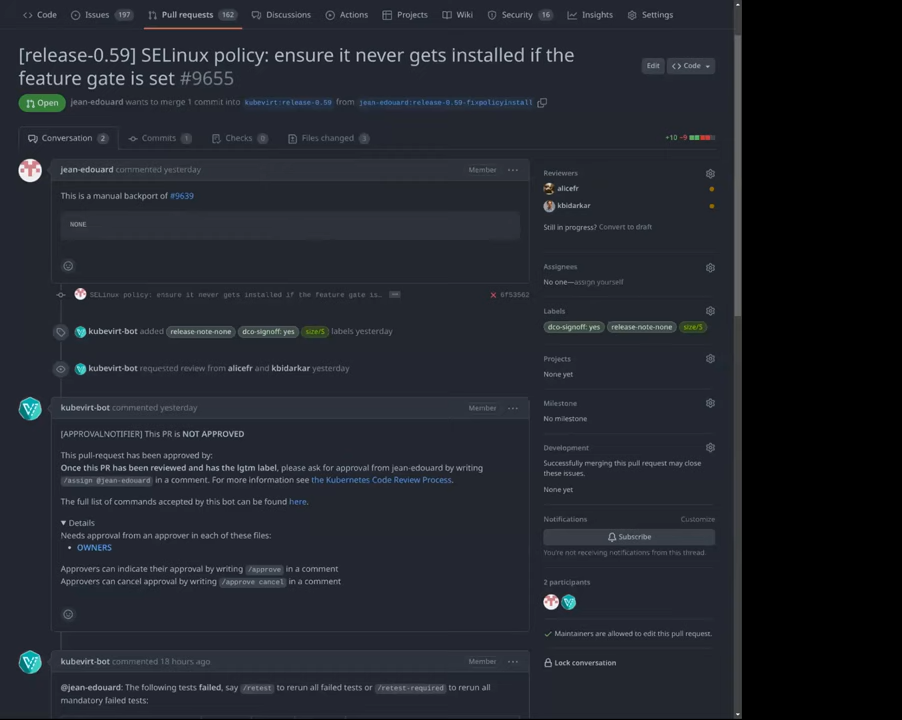 Code Issues 197 Pull requests 162 Discussions Actions Projects Wiki Security 16 Insights Settings
[release-0.59] SELinux policy: ensure it never gets installed if the
feature gate is set #9655
Edit <> Code
Open jean-edouard wants to merge 1 commit into kubevirt:release-0.59 from jean-edouard:release-0.59-fixpolicyinstall
Conversation 2 Commits 1 Checks 0 Files changed 3
+10 −9
jean-edouard commented yesterday Member
This is a manual backport of #9639
NONE
SELinux policy: ensure it never gets installed if the feature gate is… 6f53562
kubevirt-bot added release-note-none dco-signoff: yes size/S labels yesterday
kubevirt-bot requested review from alicefr and kbidarkar yesterday
kubevirt-bot commented yesterday Member
[APPROVALNOTIFIER] This PR is NOT APPROVED
This pull-request has been approved by:
Once this PR has been reviewed and has the lgtm label, please ask for approval from jean-edouard by writing
/assign @jean-edouard in a comment. For more information see the Kubernetes Code Review Process.
The full list of commands accepted by this bot can be found here.
Details
Needs approval from an approver in each of these files:
OWNERS
Approvers can indicate their approval by writing /approve in a comment
Approvers can cancel approval by writing /approve cancel in a comment
kubevirt-bot commented 18 hours ago Member
@jean-edouard: The following tests failed, say /retest to rerun all failed tests or /retest-required to rerun all
mandatory failed tests:
Reviewers
alicefr
kbidarkar
Still in progress? Convert to draft
Assignees
No one—assign yourself
Labels
dco-signoff: yes release-note-none size/S
Projects
None yet
Milestone
No milestone
Development
Successfully merging this pull request may close
these issues.
None yet
Notifications Customize
Subscribe
You're not receiving notifications from this thread.
2 participants
Maintainers are allowed to edit this pull request.
Lock conversation